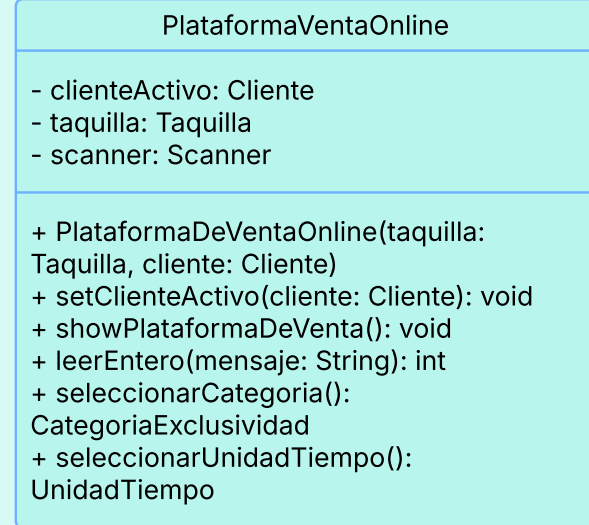 PlataformaVentaOnline
- clienteActivo: Cliente
- taquilla: Taquilla
- scanner: Scanner
+ PlataformaDeVentaOnline(taquilla:
Taquilla, cliente: Cliente)
+ setClienteActivo(cliente: Cliente): void
+ showPlataformaDeVenta(): void
+ leerEntero(mensaje: String): int
+ seleccionarCategoria():
CategoriaExclusividad
+ seleccionarUnidadTiempo():
UnidadTiempo